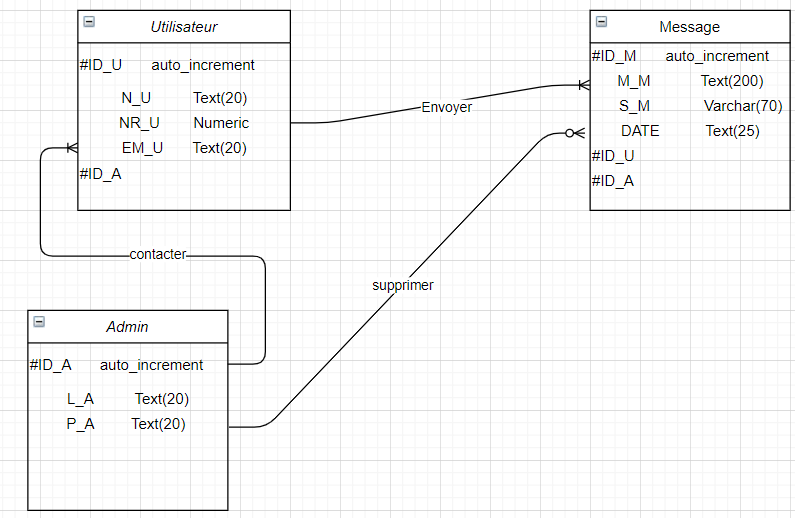 Utilisateur
#ID_U auto_increment
N_U Text(20)
NR_U Numeric
EM_U Text(20)
#ID_A
Message
#ID_M auto_increment
M_M Text(200)
S_M Varchar(70)
DATE Text(25)
#ID_U
#ID_A
Envoyer
contacter
supprimer
Admin
#ID_A auto_increment
L_A Text(20)
P_A Text(20)